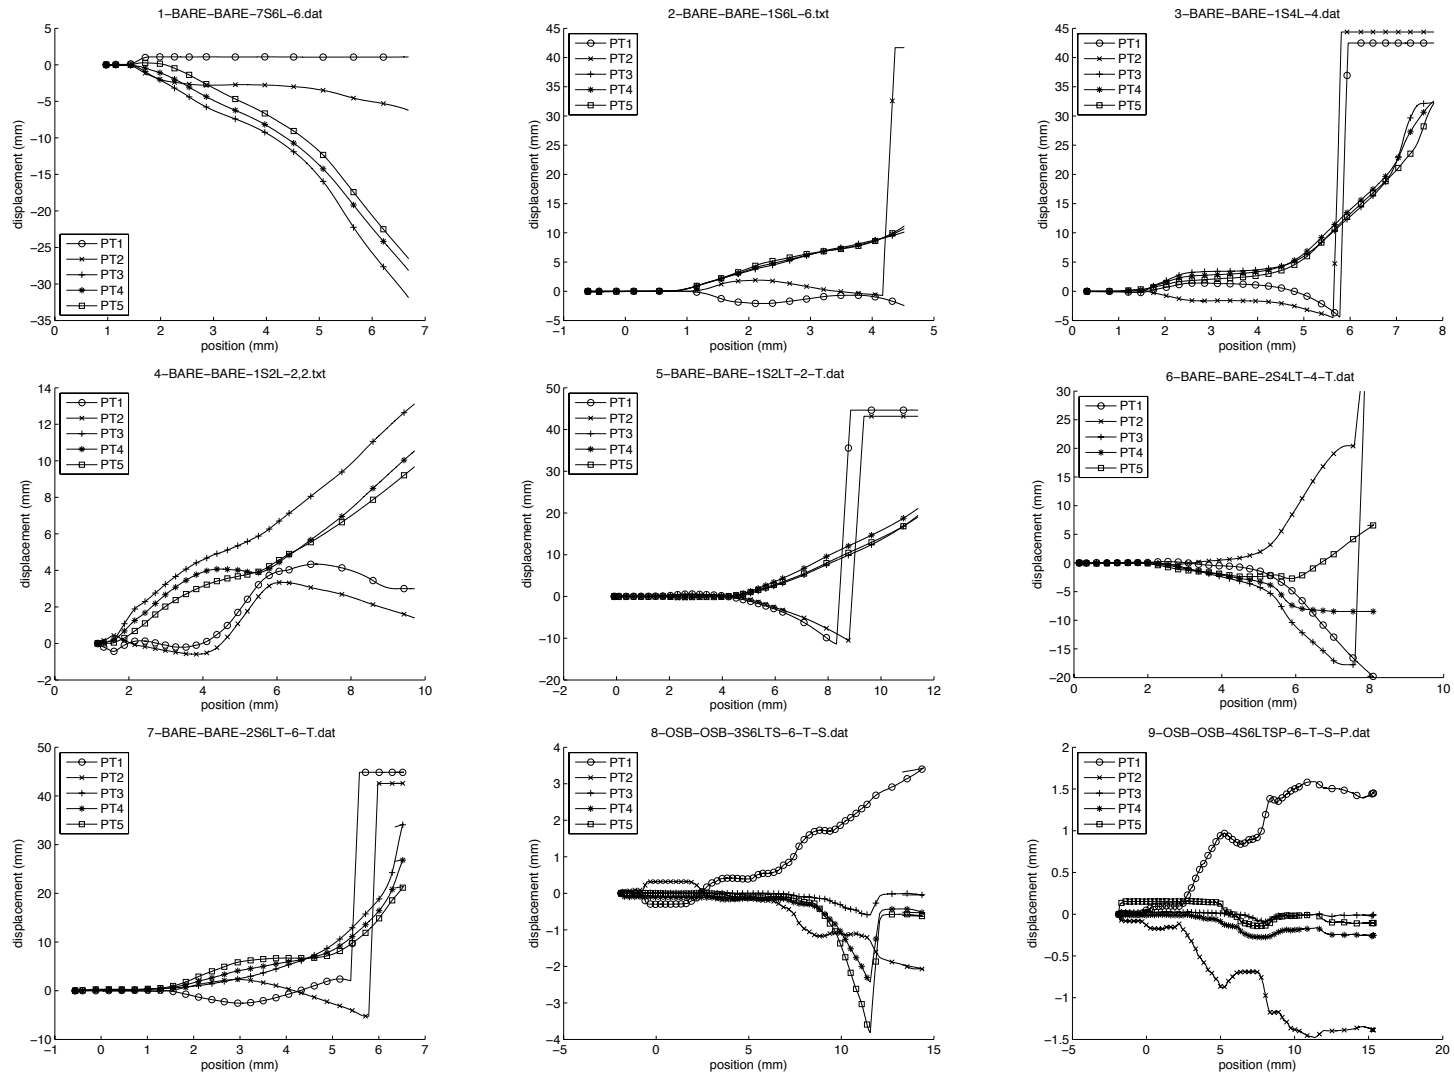 1−BARE−BARE−7S6L−6.dat
5
0
−5
−10
−15
−20
−25
−30
−35
displacement (mm)
PT1
PT2
PT3
PT4
PT5
0 1 2 3 4 5 6 7
position (mm)
2−BARE−BARE−1S6L−6.txt
45
40
35
30
25
20
15
10
5
0
−5
displacement (mm)
PT1
PT2
PT3
PT4
PT5
−1 0 1 2 3 4 5
position (mm)
3−BARE−BARE−1S4L−4.dat
45
40
35
30
25
20
15
10
5
0
−5
displacement (mm)
PT1
PT2
PT3
PT4
PT5
0 1 2 3 4 5 6 7 8
position (mm)
4−BARE−BARE−1S2L−2,2.txt
14
12
10
8
6
4
2
0
−2
displacement (mm)
PT1
PT2
PT3
PT4
PT5
0 2 4 6 8 10
position (mm)
5−BARE−BARE−1S2LT−2−T.dat
50
40
30
20
10
0
−10
−20
displacement (mm)
PT1
PT2
PT3
PT4
PT5
−2 0 2 4 6 8 10 12
position (mm)
6−BARE−BARE−2S4LT−4−T.dat
30
25
20
15
10
5
0
−5
−10
−15
−20
displacement (mm)
PT1
PT2
PT3
PT4
PT5
0 2 4 6 8 10
position (mm)
7−BARE−BARE−2S6LT−6−T.dat
50
40
30
20
10
0
−10
displacement (mm)
PT1
PT2
PT3
PT4
PT5
−1 0 1 2 3 4 5 6 7
position (mm)
8−OSB−OSB−3S6LTS−6−T−S.dat
4
3
2
1
0
−1
−2
−3
−4
displacement (mm)
PT1
PT2
PT3
PT4
PT5
−5 0 5 10 15
position (mm)
9−OSB−OSB−4S6LTSP−6−T−S−P.dat
2
1.5
1
0.5
0
−0.5
−1
−1.5
displacement (mm)
PT1
PT2
PT3
PT4
PT5
−5 0 5 10 15 20
position (mm)